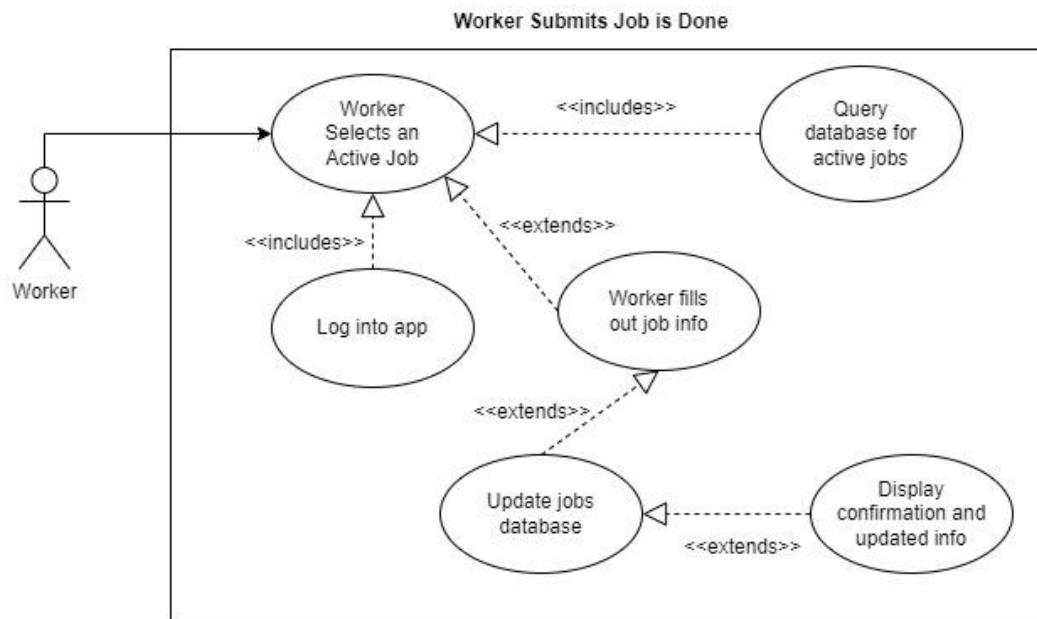 Worker Submits Job is Done
Worker
Selects an
Active Job
<<includes>>
Query
database for
active jobs
<<extends>>
<<includes>>
Worker
Log into app
Worker fills
out job info
<<extends>>
Update jobs
database
Display
confirmation and
updated info
<<extends>>